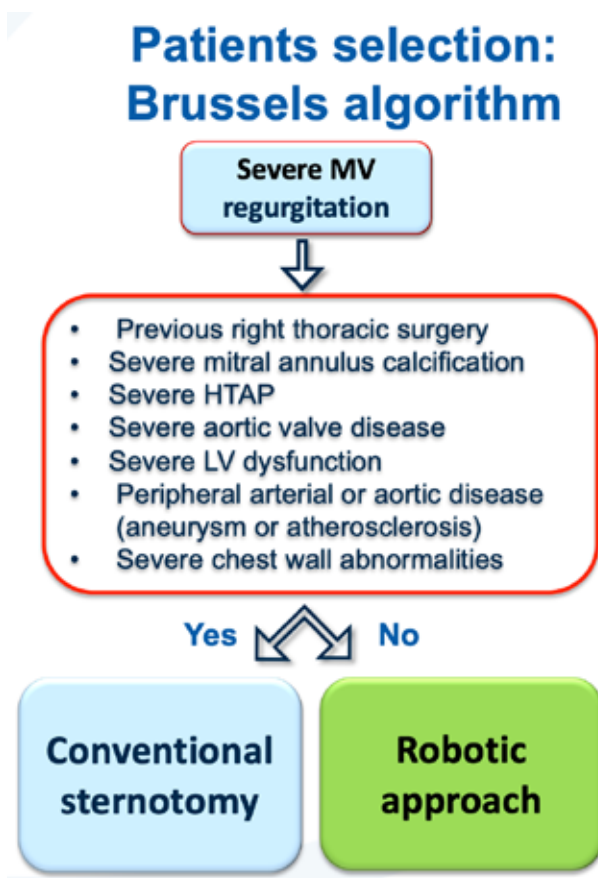 Patients selection:
Brussels algorithm
Severe MV
regurgitation
• Previous right thoracic surgery
• Severe mitral annulus calcification
• Severe HTAP
• Severe aortic valve disease
• Severe LV dysfunction
• Peripheral arterial or aortic disease
(aneurysm or atherosclerosis)
• Severe chest wall abnormalities
Yes No
Conventional
sternotomy
Robotic
approach